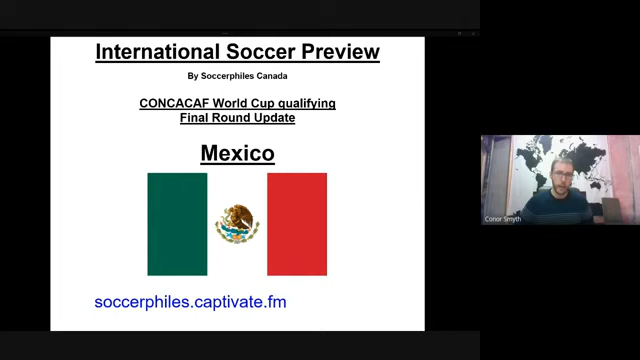 International Soccer Preview
By Soccerphiles Canada
CONCACAF World Cup qualifying
Final Round Update
Mexico
soccerphiles.captivate.fm
Conor Smyth